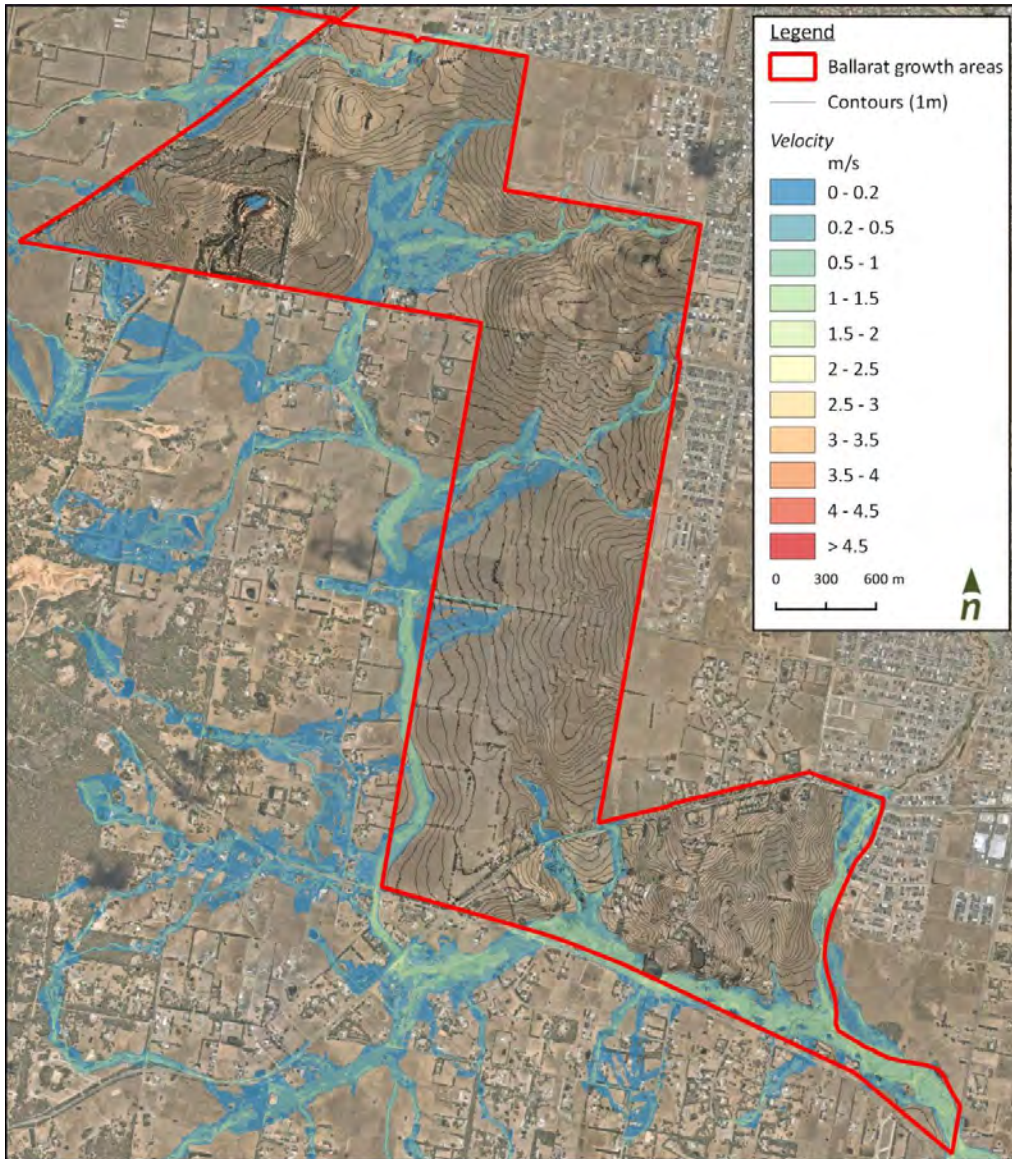 Legend
Ballarat growth areas
Contours (1m)
Velocity
m/s
0 - 0.2
0.2 - 0.5
0.5 - 1
1 - 1.5
1.5 - 2
2 - 2.5
2.5 - 3
3 - 3.5
3.5 - 4
4 - 4.5
> 4.5
0 300 600 m
n